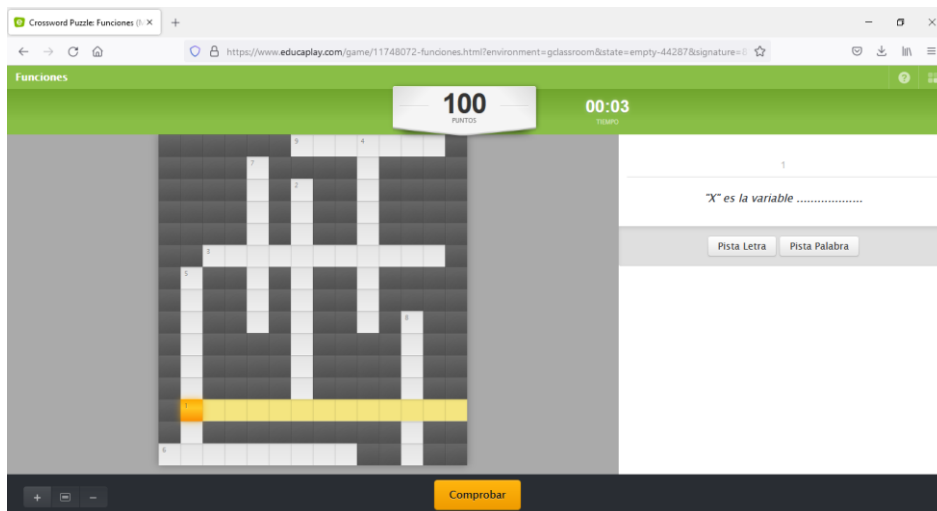 Crossword Puzzle: Funciones (
https://www.educaplay.com/game/11748072-funciones.html?environment=gclassroom&state=empty-44287&signature=
Funciones
100
PUNTOS
00:03
TIEMPO
9 4
7
2
3
5
8
1
6
1
"X" es la variable ...................
Pista Letra Pista Palabra
Comprobar